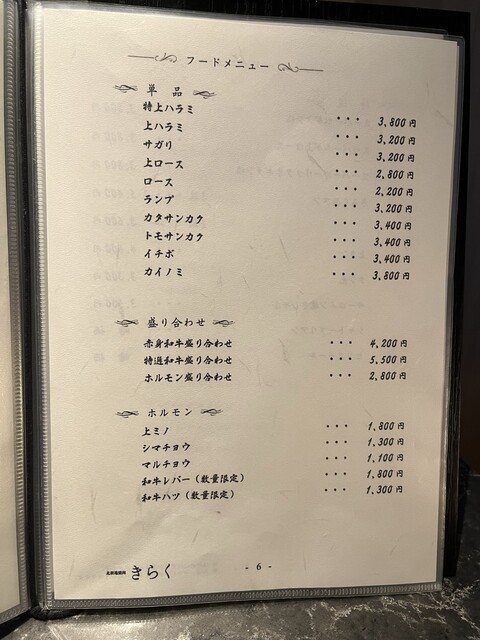 フードメニュー
単品
特上ハラミ ・・・ 3,800円
上ハラミ ・・・ 3,200円
サガリ ・・・ 3,200円
上ロース ・・・ 2,800円
ロース ・・・ 2,200円
ランプ ・・・ 3,200円
カタサンカク ・・・ 3,400円
トモサンカク ・・・ 3,400円
イチボ ・・・ 3,400円
カイノミ ・・・ 3,800円
盛り合わせ
赤身和牛盛り合わせ ・・・ 4,200円
特選和牛盛り合わせ ・・・ 5,500円
ホルモン盛り合わせ ・・・ 2,800円
ホルモン
上ミノ ・・・ 1,800円
シマチョウ ・・・ 1,300円
マルチョウ ・・・ 1,100円
和牛レバー（数量限定） ・・・ 1,800円
和牛ハツ（数量限定） ・・・ 1,300円
きらく - 6 -